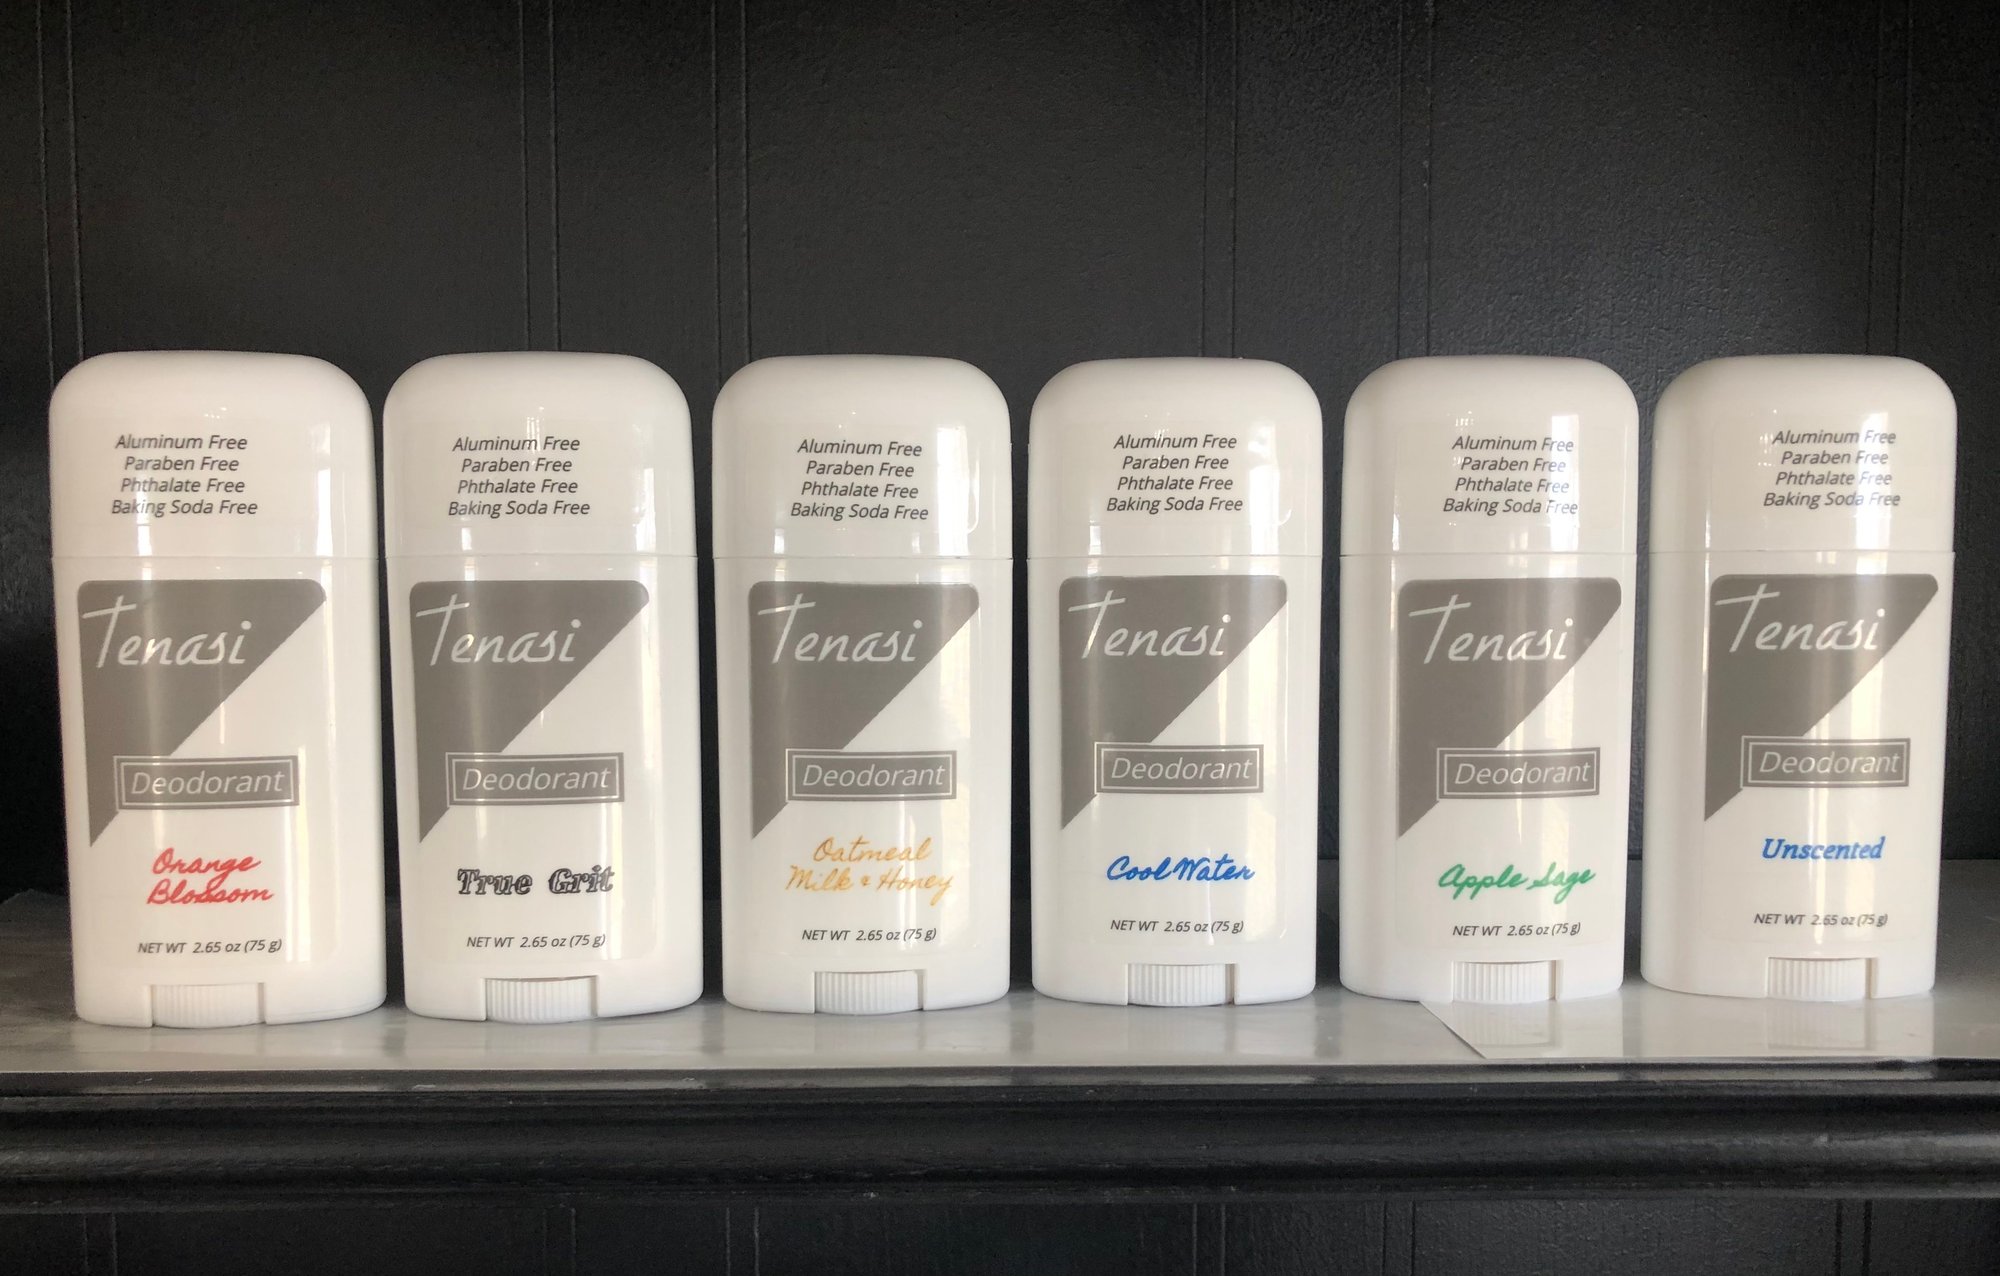 Aluminum Free
Paraben Free
Phthalate Free
Baking Soda Free
Tenasi
Deodorant
Orange
Blossom
NET WT 2.65 oz (75 g)
Aluminum Free
Paraben Free
Phthalate Free
Baking Soda Free
Tenasi
Deodorant
True Grit
NET WT 2.65 oz (75 g)
Aluminum Free
Paraben Free
Phthalate Free
Baking Soda Free
Tenasi
Deodorant
Oatmeal
Milk & Honey
NET WT 2.65 oz (75 g)
Aluminum Free
Paraben Free
Phthalate Free
Baking Soda Free
Tenasi
Deodorant
Cool Water
NET WT 2.65 oz (75 g)
Aluminum Free
Paraben Free
Phthalate Free
Baking Soda Free
Tenasi
Deodorant
Apple Sage
NET WT 2.65 oz (75 g)
Aluminum Free
Paraben Free
Phthalate Free
Baking Soda Free
Tenasi
Deodorant
Unscented
NET WT 2.65 oz (75 g)